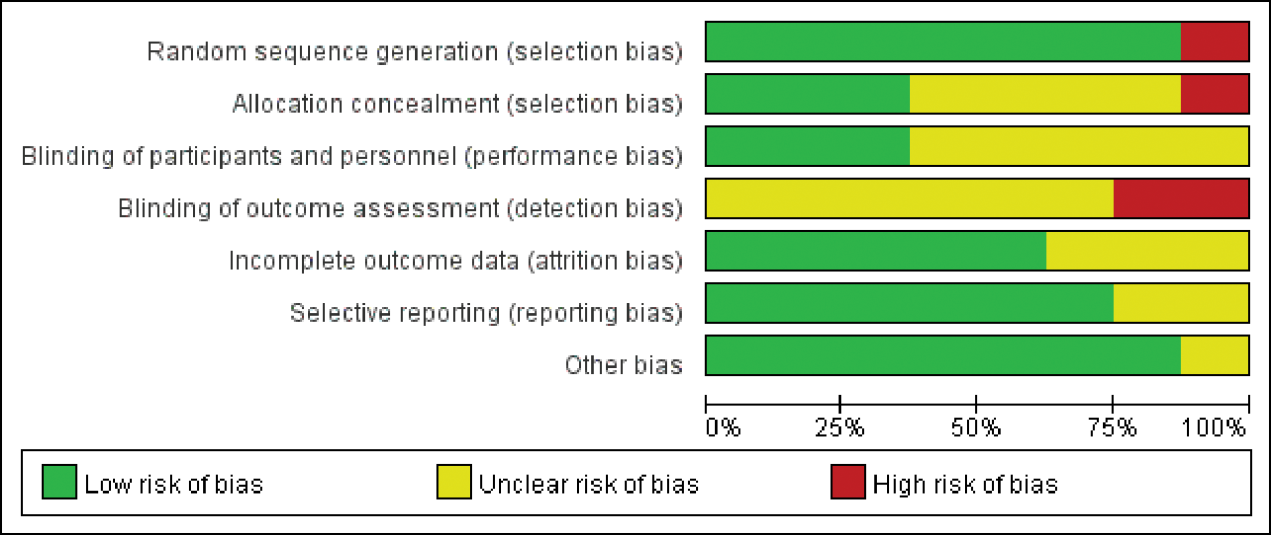 Random sequence generation (selection bias)
Allocation concealment (selection bias)
Blinding of participants and personnel (performance bias)
Blinding of outcome assessment (detection bias)
Incomplete outcome data (attrition bias)
Selective reporting (reporting bias)
Other bias
0% 25% 50% 75% 100%
Low risk of bias Unclear risk of bias High risk of bias